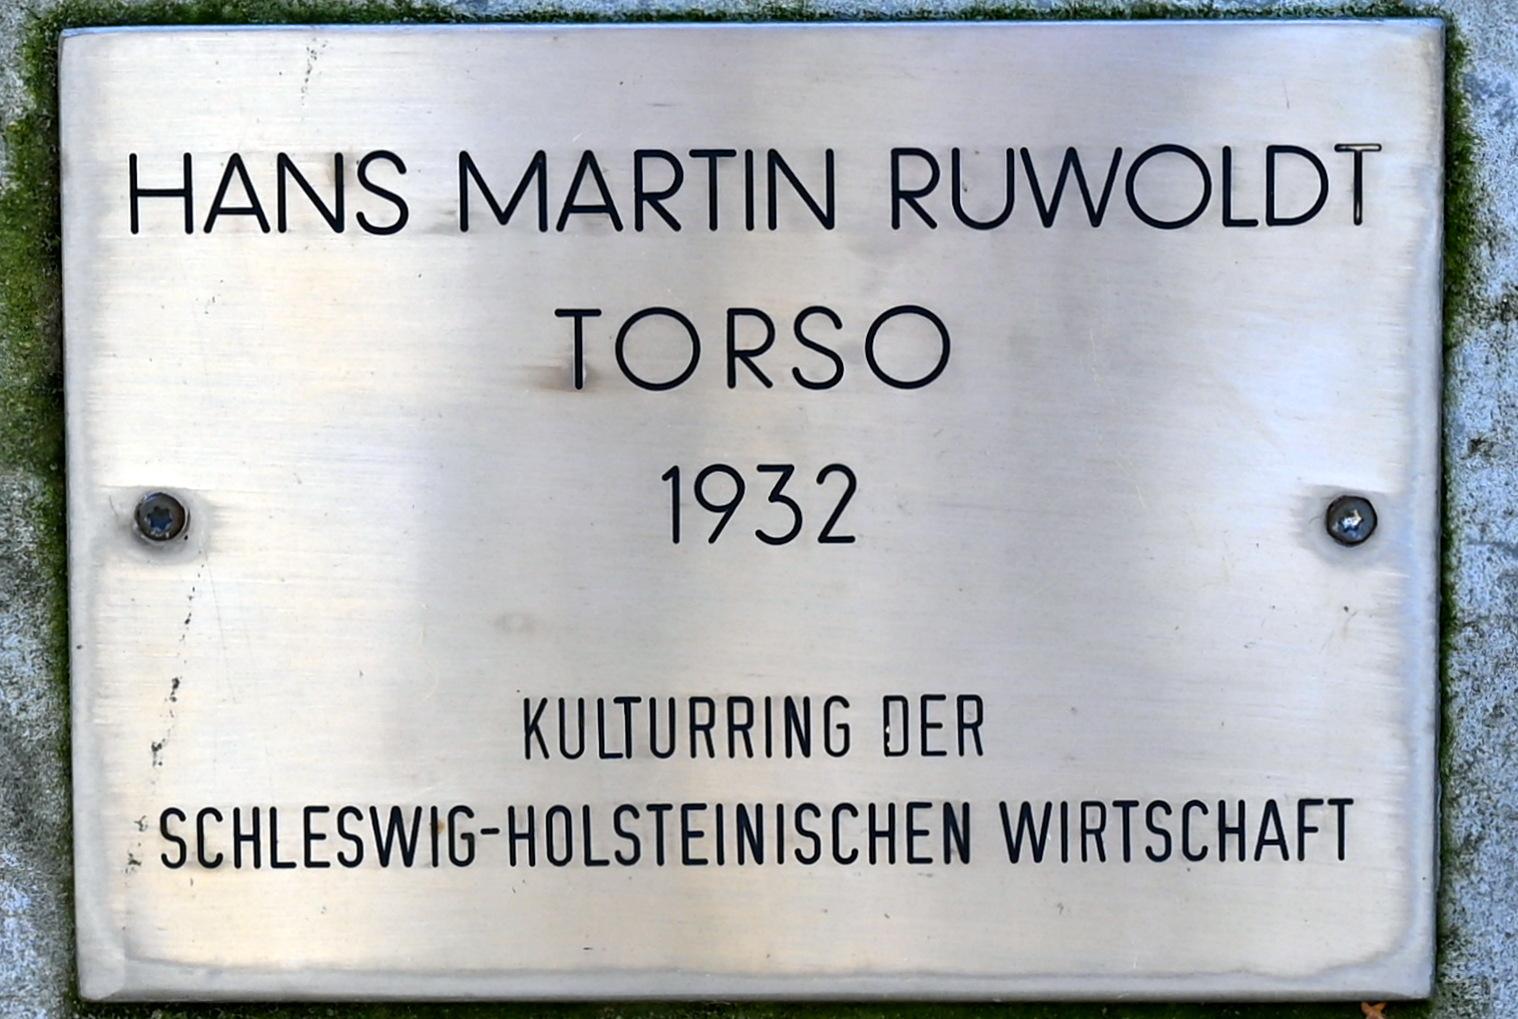 HANS MARTIN RUWOLDT
TORSO
1932
KULTURRING DER
SCHLESWIG-HOLSTEINISCHEN WIRTSCHAFT